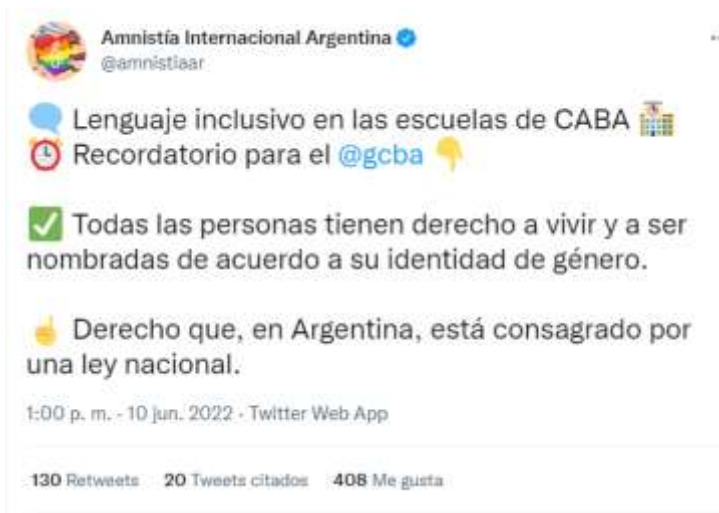 Amnistía Internacional Argentina
@amnistiaar
Lenguaje inclusivo en las escuelas de CABA
Recordatorio para el @gcba
Todas las personas tienen derecho a vivir y a ser
nombradas de acuerdo a su identidad de género.
Derecho que, en Argentina, está consagrado por
una ley nacional.
1:00 p. m. · 10 jun. 2022 · Twitter Web App
130 Retweets 20 Tweets citados 408 Me gusta